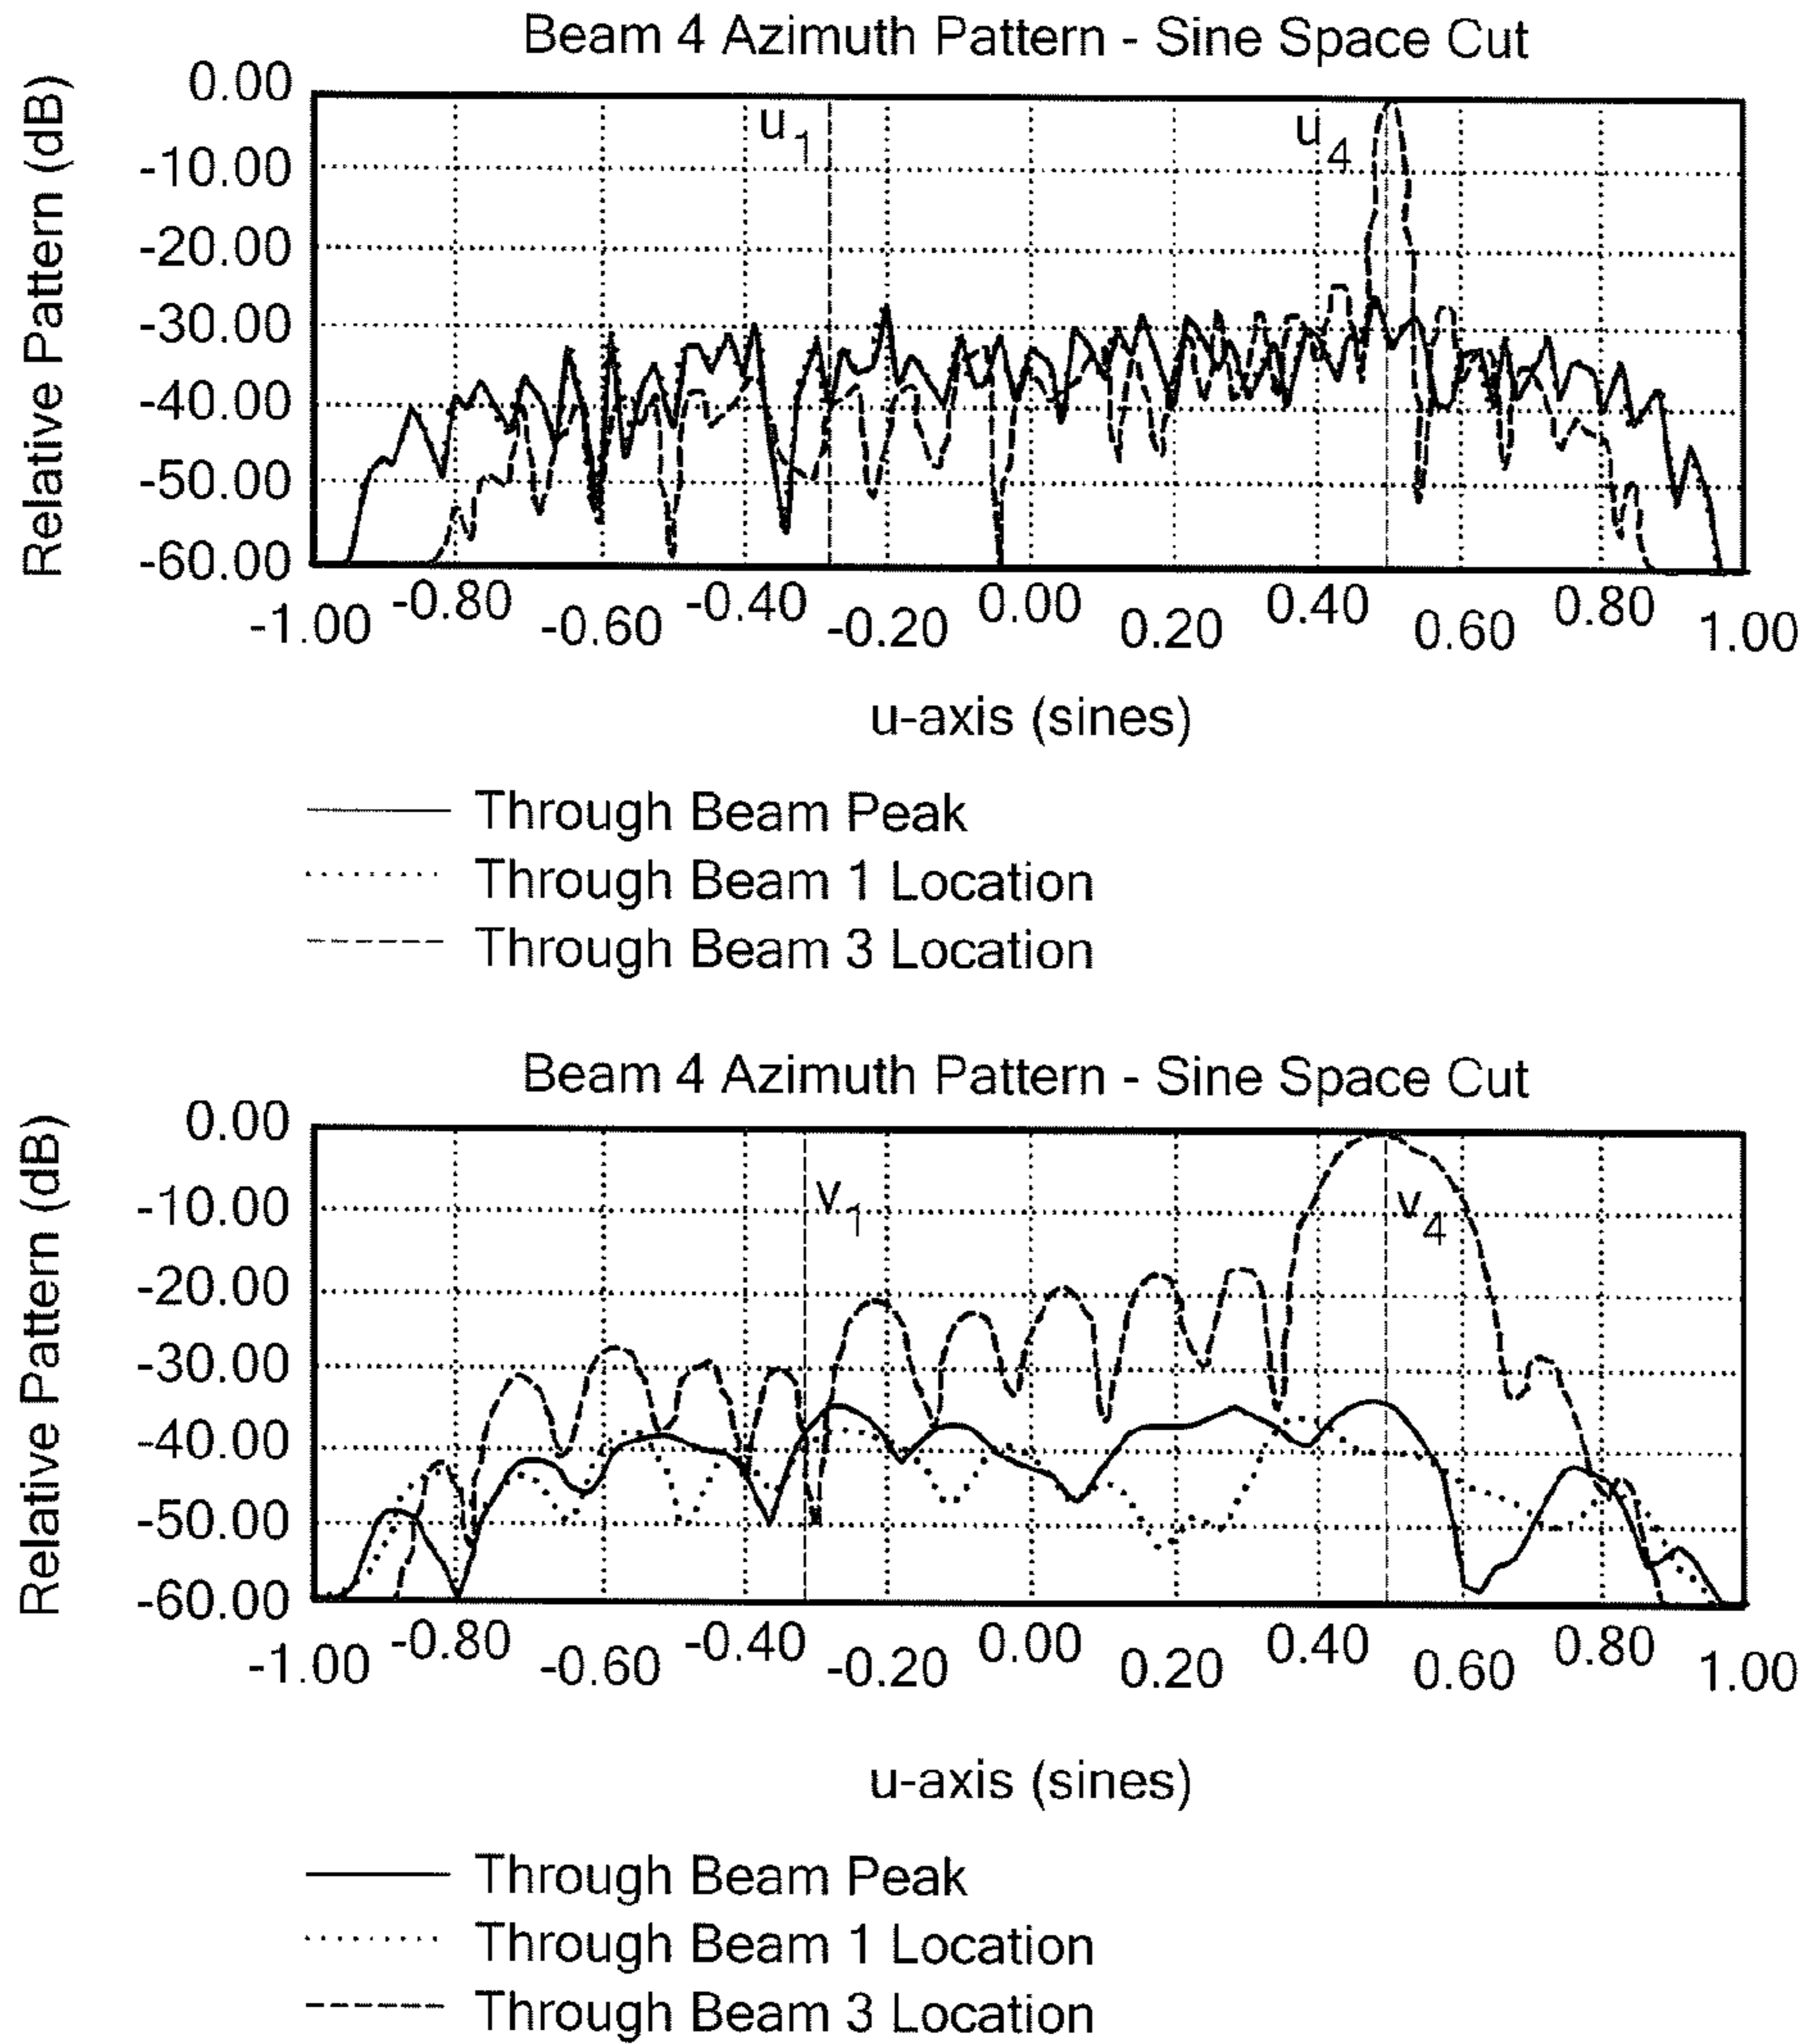 Beam 4 Azimuth Pattern - Sine Space Cut
Relative Pattern (dB)
0.00
-10.00
-20.00
-30.00
-40.00
-50.00
-60.00
u1
u4
-1.00 -0.80 -0.60 -0.40 -0.20 0.00 0.20 0.40 0.60 0.80 1.00
u-axis (sines)
Through Beam Peak
Through Beam 1 Location
Through Beam 3 Location
Beam 4 Azimuth Pattern - Sine Space Cut
Relative Pattern (dB)
0.00
-10.00
-20.00
-30.00
-40.00
-50.00
-60.00
v1
v4
-1.00 -0.80 -0.60 -0.40 -0.20 0.00 0.20 0.40 0.60 0.80 1.00
u-axis (sines)
Through Beam Peak
Through Beam 1 Location
Through Beam 3 Location